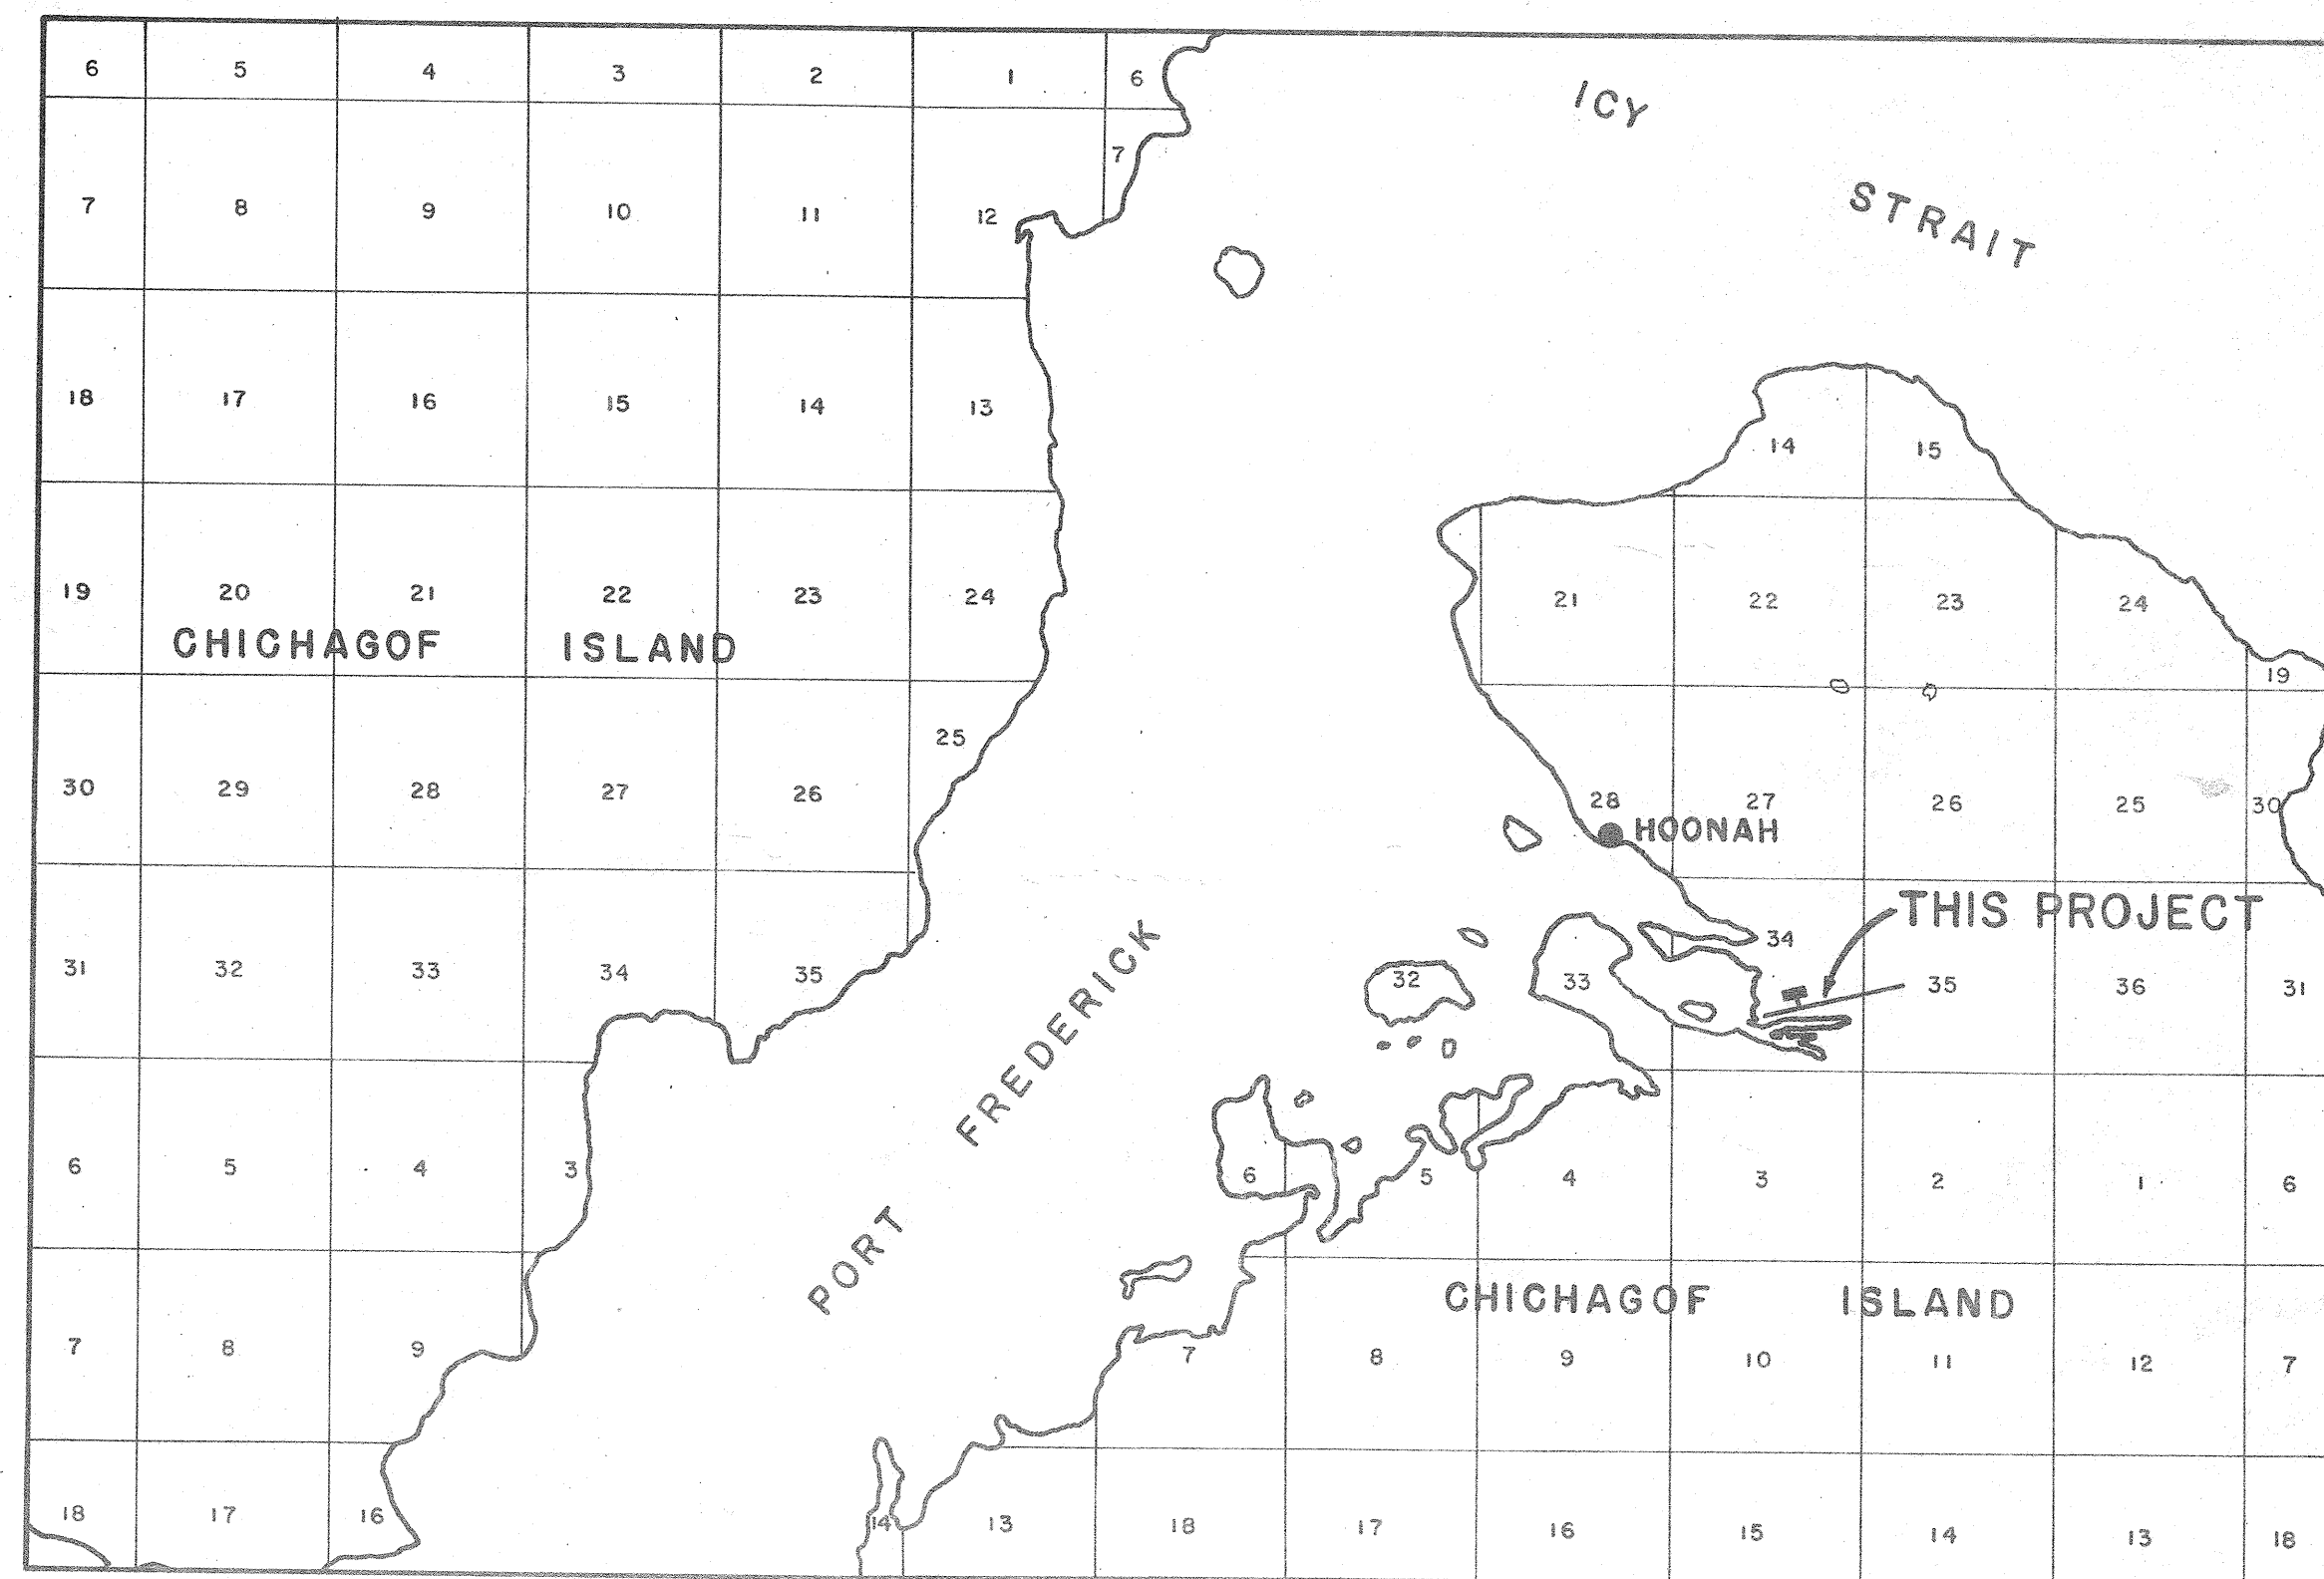 6 5 4 3 2 1 6
ICY
7
7 8 9 10 11 12
STRAIT
18 17 16 15 14 13
14 15
19 20 21 22 23 24
21 22 23 24
CHICHAGOF ISLAND
19
25
30 29 28 27 26
28 27 26 25 30
HOONAH
THIS PROJECT
34
31 32 33 34 35
32 33 35 36 31
PORT FREDERICK
6 5 4 3
6 5 4 3 2 1 6
CHICHAGOF ISLAND
7 8 9
7 8 9 10 11 12 7
18 17 16
14 13 18 17 16 15 14 13 18